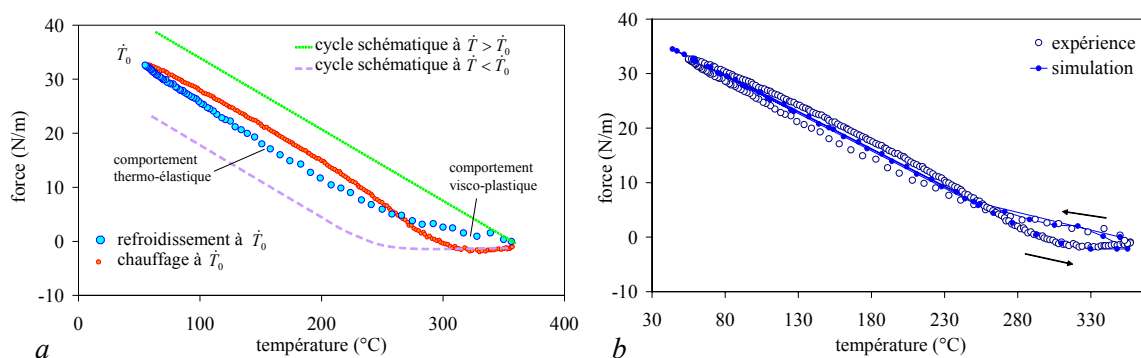 40
30
20
10
0
-10
force (N/m)
Ṫ₀
cycle schématique à Ṫ > Ṫ₀
cycle schématique à Ṫ < Ṫ₀
comportement
thermo-élastique
comportement
visco-plastique
refroidissement à Ṫ₀
chauffage à Ṫ₀
0
100
200
300
400
température (°C)
a
40
30
20
10
0
-10
force (N/m)
expérience
simulation
30
80
130
180
230
280
330
température (°C)
b